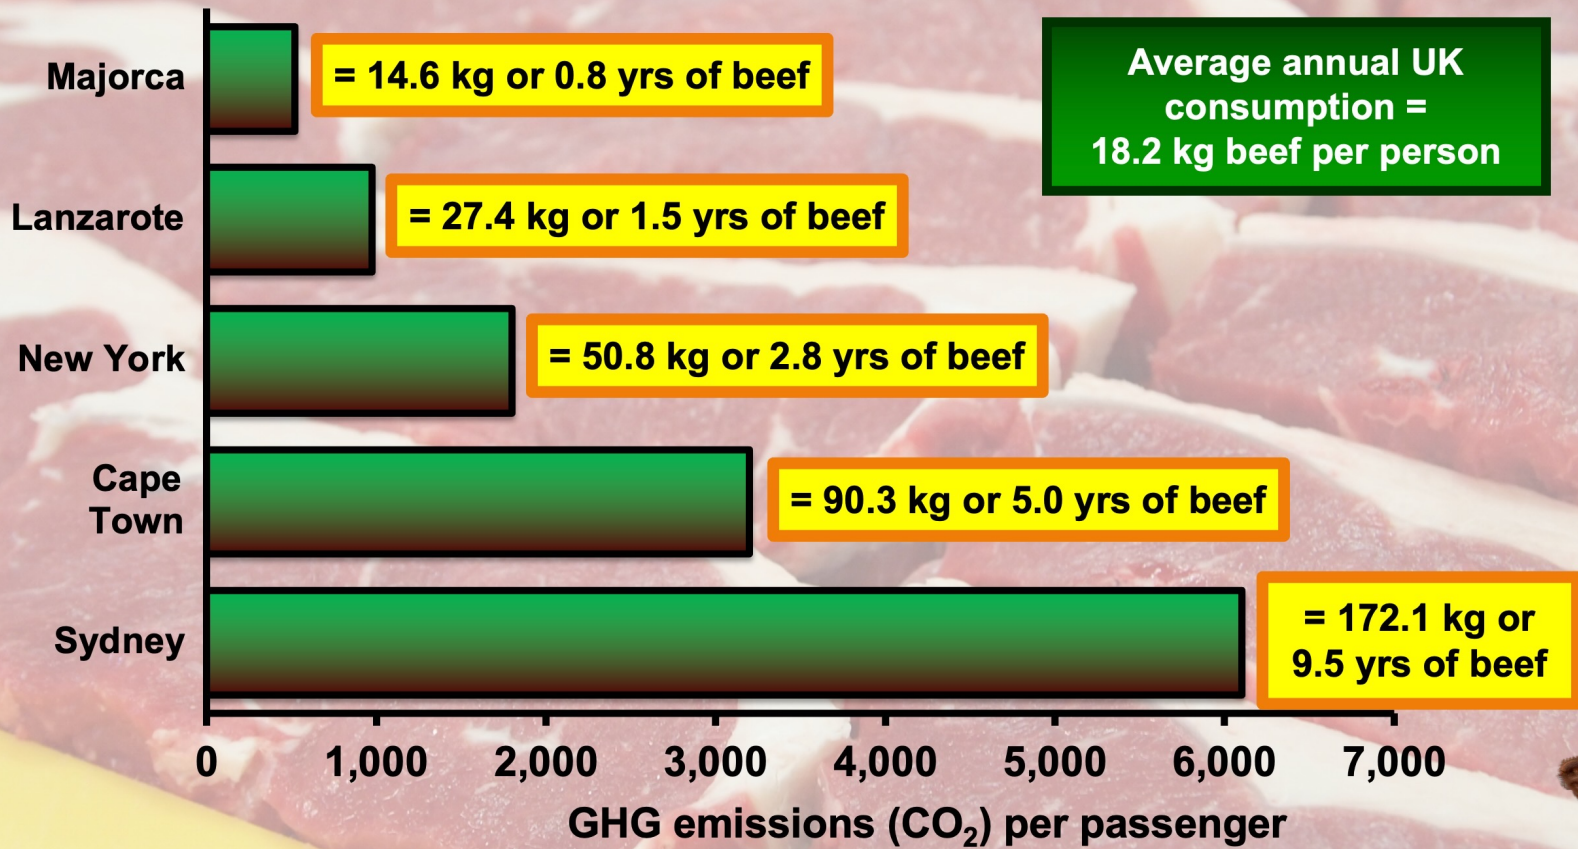 Majorca
= 14.6 kg or 0.8 yrs of beef
Average annual UK
consumption =
18.2 kg beef per person
Lanzarote
= 27.4 kg or 1.5 yrs of beef
New York
= 50.8 kg or 2.8 yrs of beef
Cape
Town
= 90.3 kg or 5.0 yrs of beef
Sydney
= 172.1 kg or
9.5 yrs of beef
0 1,000 2,000 3,000 4,000 5,000 6,000 7,000
GHG emissions (CO₂) per passenger